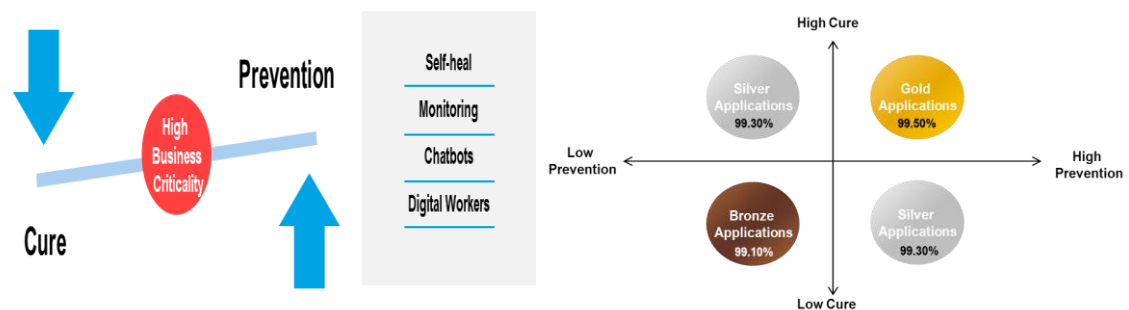 Cure
High
Business
Criticality
Prevention
Self-heal
Monitoring
Chatbots
Digital Workers
High Cure
Silver
Applications
99.30%
Gold
Applications
99.50%
Low
Prevention
High
Prevention
Bronze
Applications
99.10%
Silver
Applications
99.30%
Low Cure